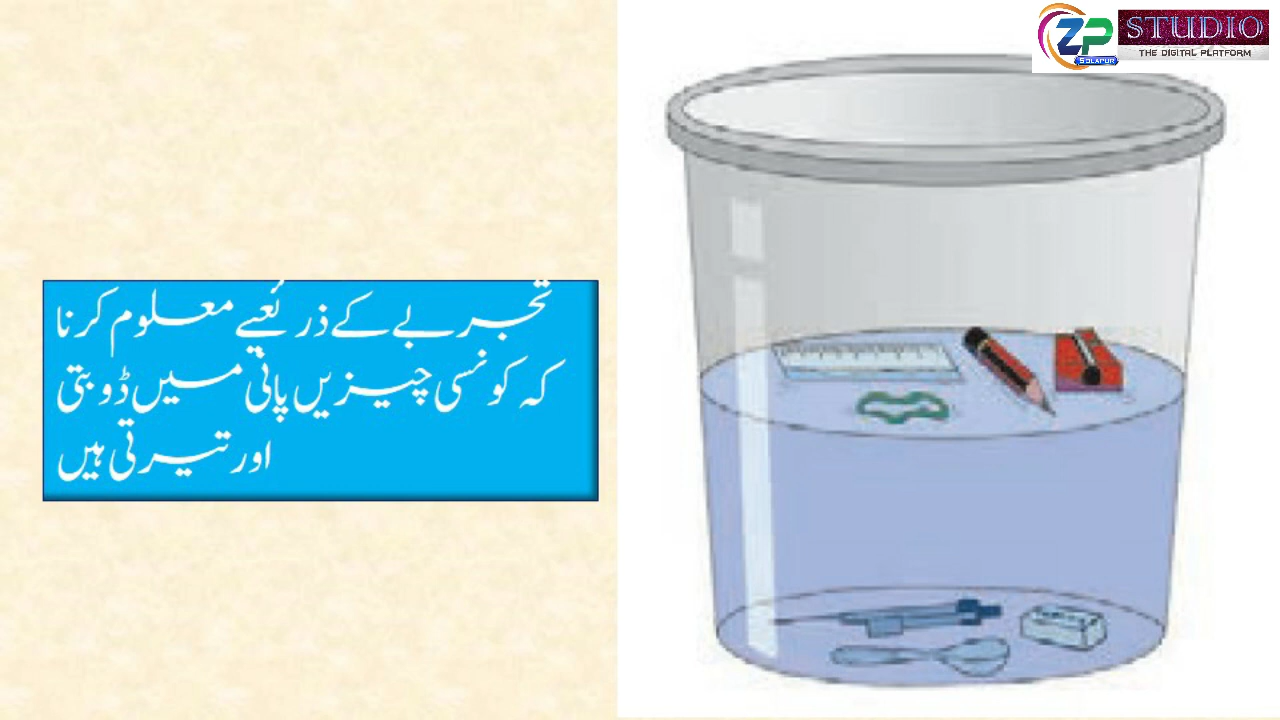 ZP STUDIO
SOLAPUR THE DIGITAL PLATFORM
تجربے کے ذریعے معلوم کرنا
کہ کونسی چیزیں پانی میں ڈوبتی
اور تیرتی ہیں